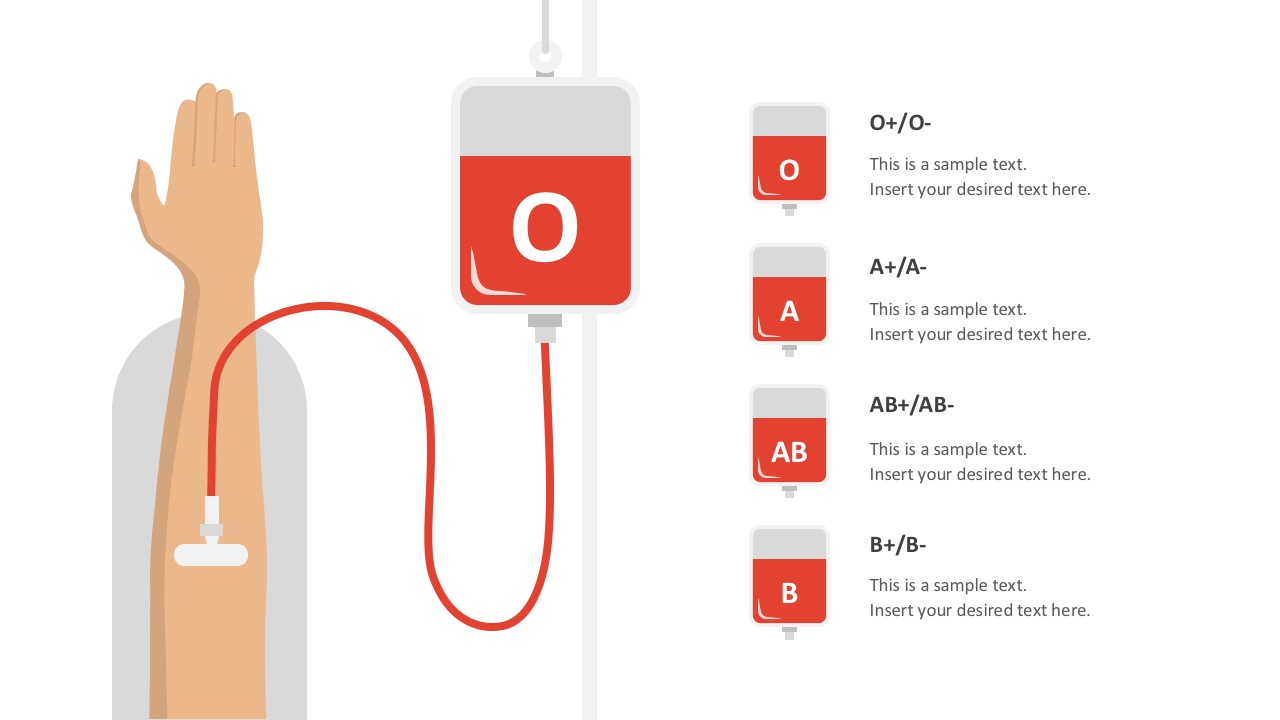 O
O
O+/O-
This is a sample text.
Insert your desired text here.
A
A+/A-
This is a sample text.
Insert your desired text here.
AB
AB+/AB-
This is a sample text.
Insert your desired text here.
B
B+/B-
This is a sample text.
Insert your desired text here.